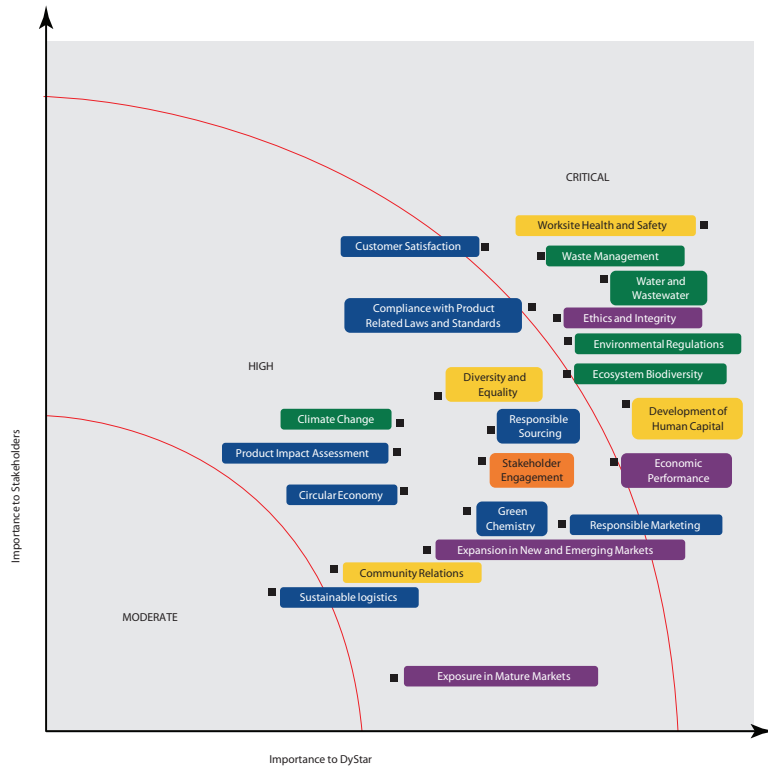 CRITICAL
Worksite Health and Safety
Customer Satisfaction
Waste Management
Water and
Wastewater
Compliance with Product
Related Laws and Standards
Ethics and Integrity
Environmental Regulations
HIGH
Ecosystem Biodiversity
Diversity and
Equality
Climate Change
Responsible
Sourcing
Development of
Human Capital
Product Impact Assessment
Stakeholder
Engagement
Economic
Performance
Circular Economy
Green
Chemistry
Responsible Marketing
Expansion in New and Emerging Markets
Community Relations
Sustainable logistics
MODERATE
Exposure in Mature Markets
Importance to Stakeholders
Importance to DyStar